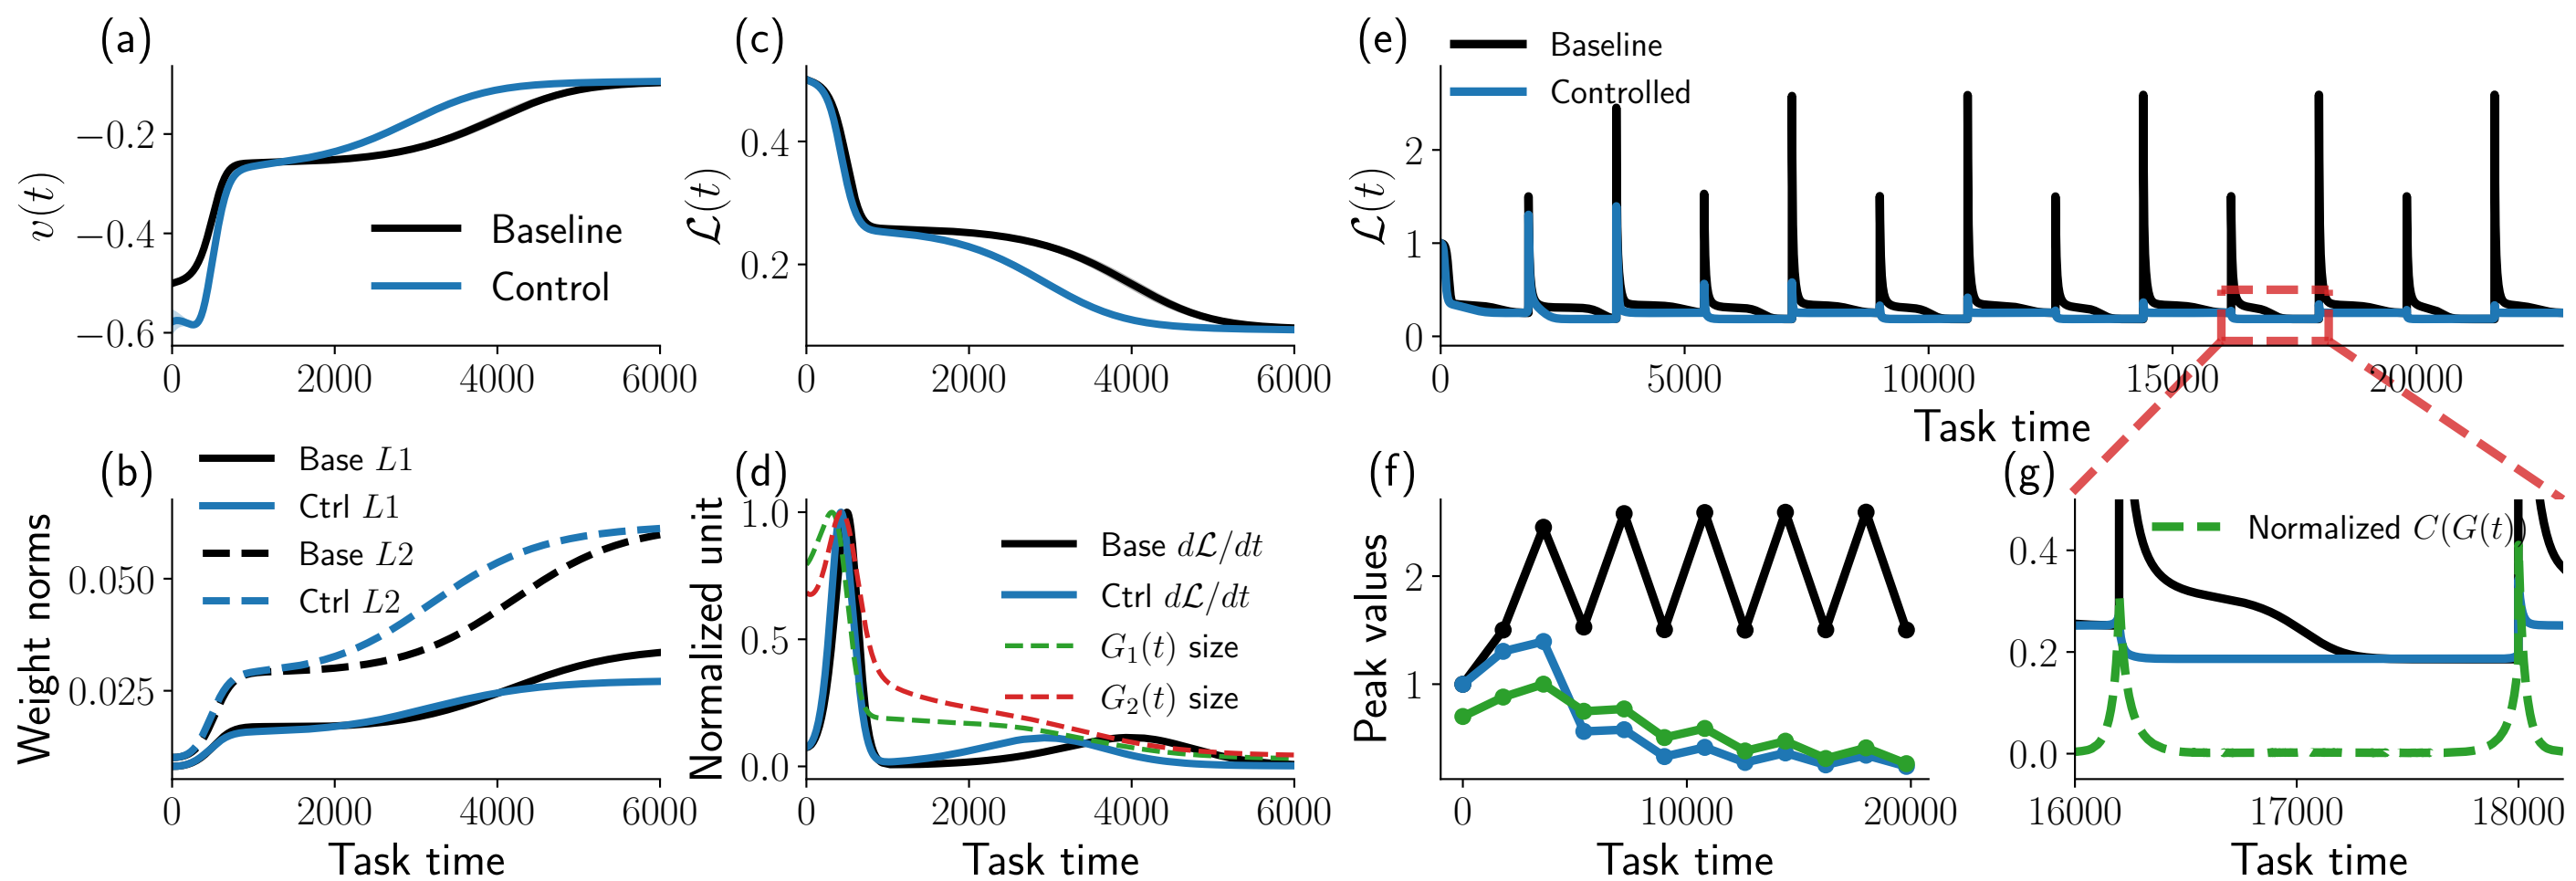 (a)
v(t)
−0.2
−0.4
−0.6
Baseline
Control
0 2000 4000 6000
(c)
ℒ(t)
0.4
0.2
0 2000 4000 6000
(e)
Baseline
Controlled
ℒ(t)
2
1
0
0 5000 10000 15000 20000
Task time
(b)
Base L1
Ctrl L1
Base L2
Ctrl L2
Weight norms
0.050
0.025
0 2000 4000 6000
Task time
(d)
Normalized unit
1.0
0.5
0.0
Base dℒ/dt
Ctrl dℒ/dt
G₁(t) size
G₂(t) size
0 2000 4000 6000
Task time
(f)
Peak values
2
1
0 10000 20000
Task time
(g)
Normalized C(G(t))
0.4
0.2
0.0
16000 17000 18000
Task time